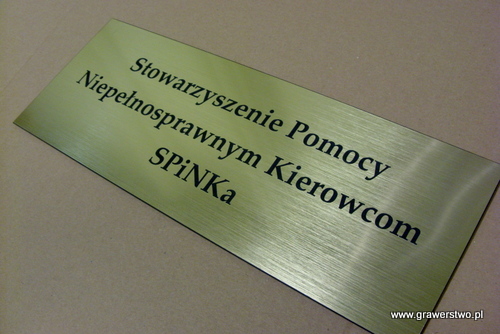 Stowarzyszenie Pomocy
Niepełnosprawnym Kierowcom
SPiNKa
www.grawerstwo.pl